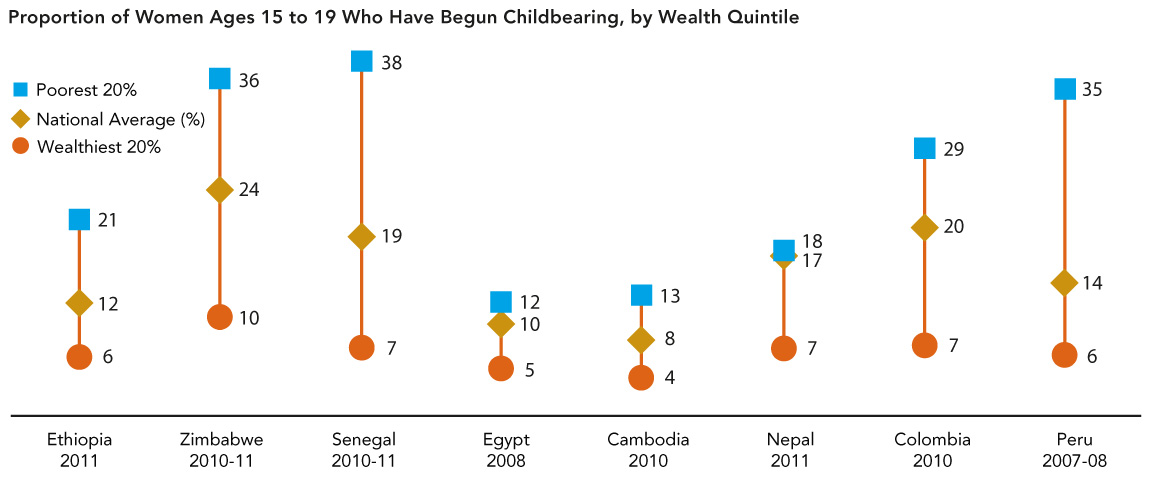 Proportion of Women Ages 15 to 19 Who Have Begun Childbearing, by Wealth Quintile
Poorest 20%
National Average (%)
Wealthiest 20%
21
12
6
36
24
10
38
19
7
12
10
5
13
8
4
18
17
7
29
20
7
35
14
6
Ethiopia
2011
Zimbabwe
2010-11
Senegal
2010-11
Egypt
2008
Cambodia
2010
Nepal
2011
Colombia
2010
Peru
2007-08